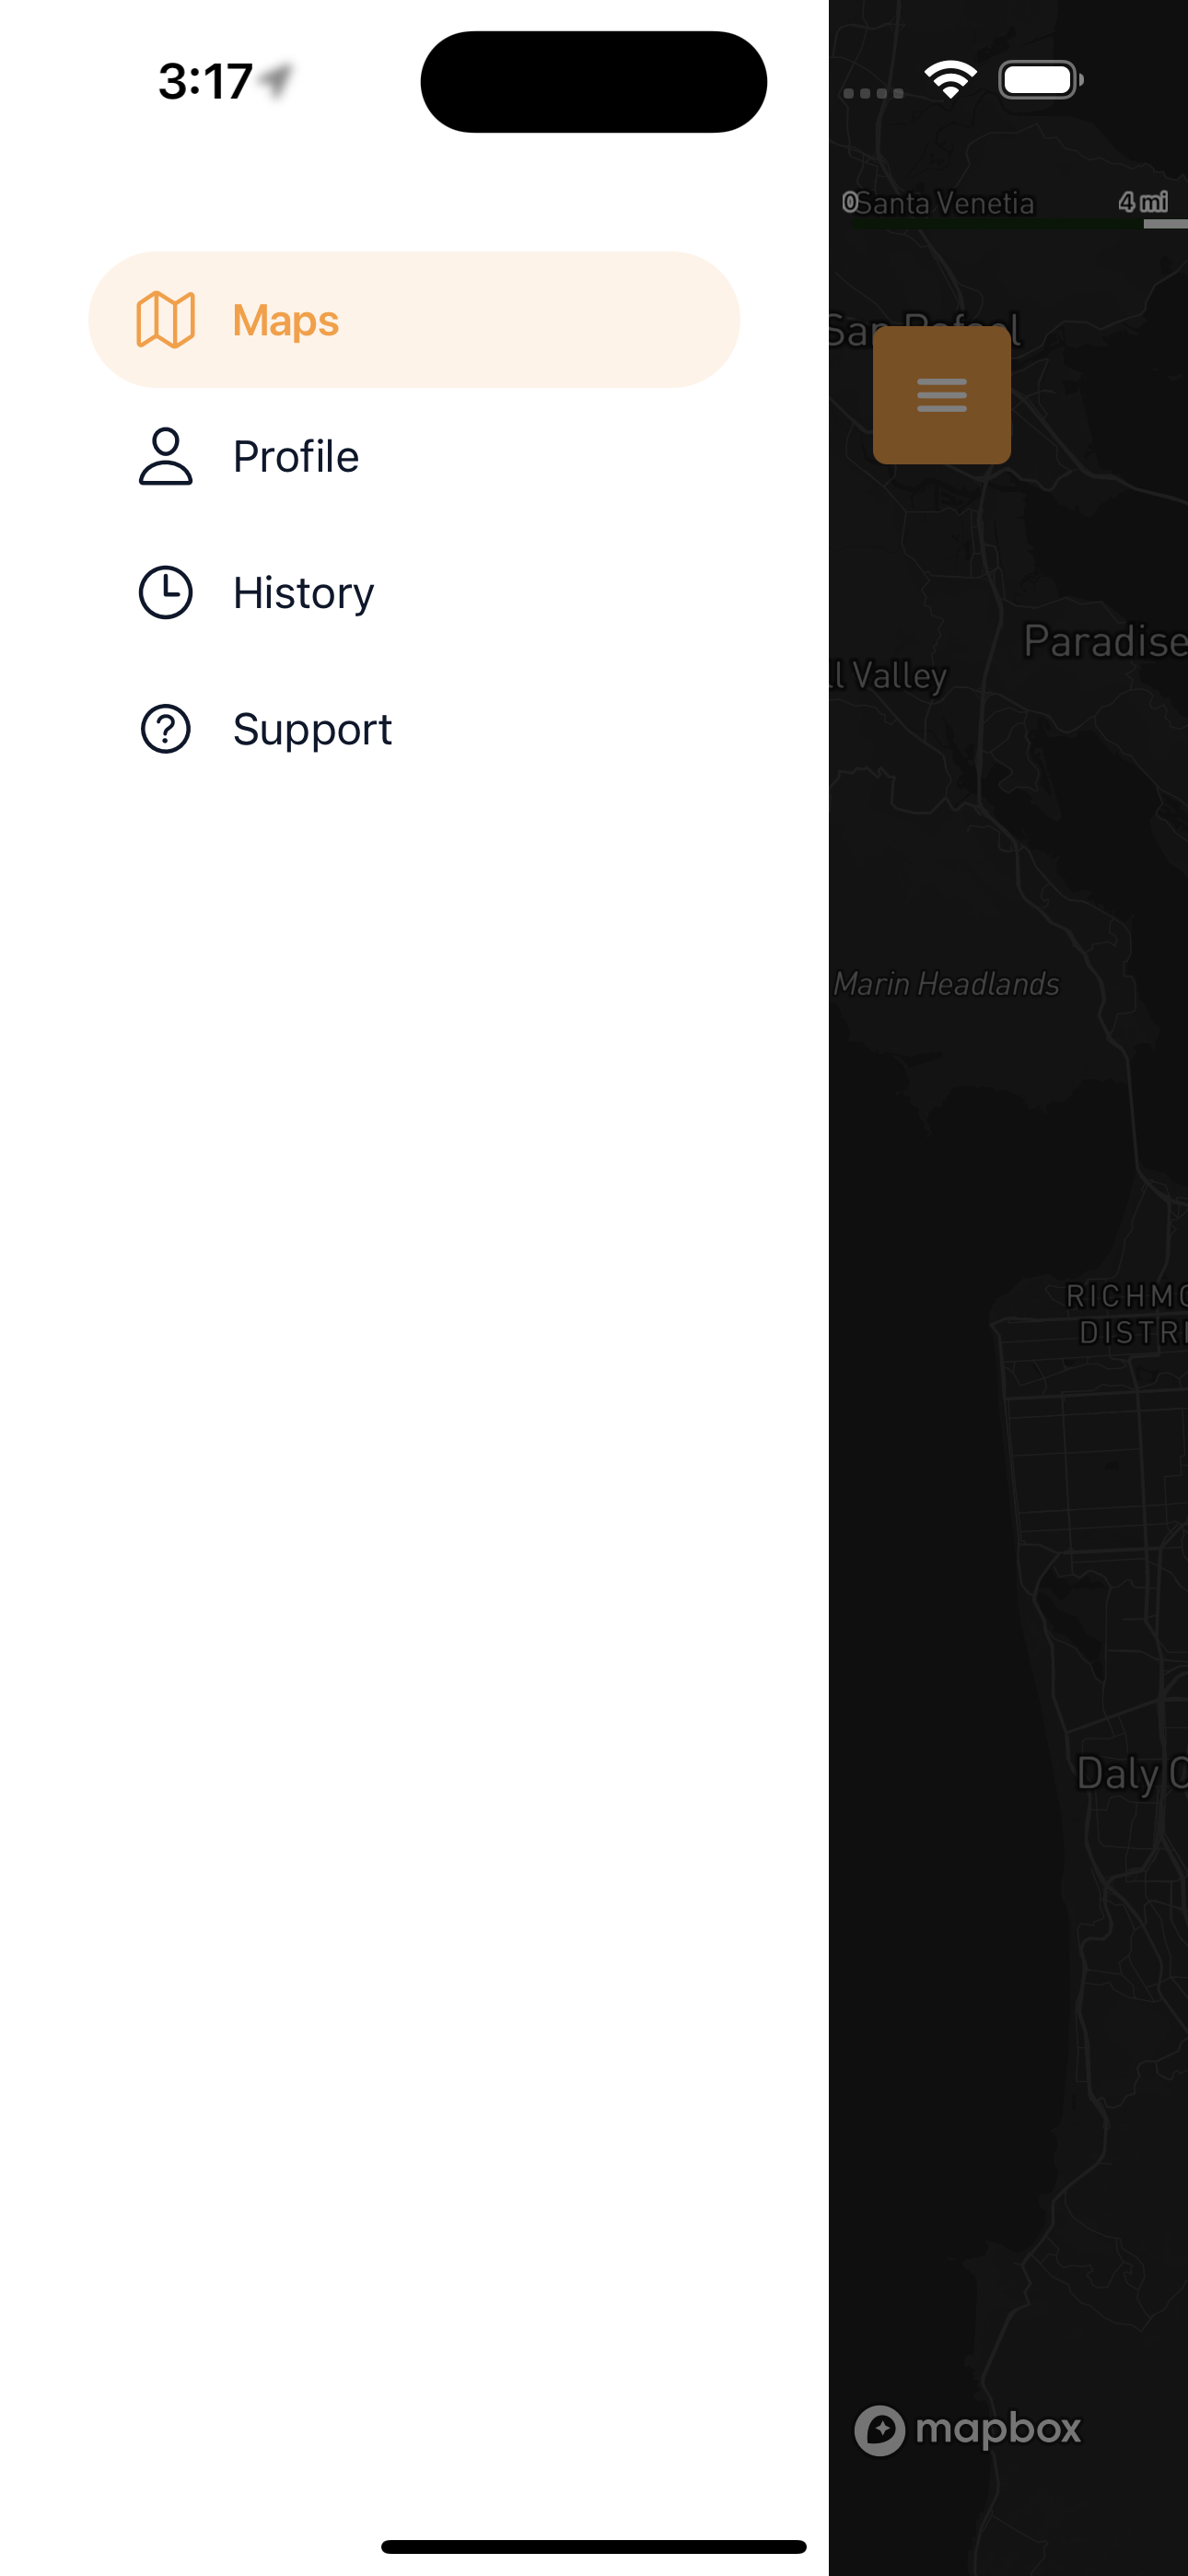 3:17
Maps
Profile
History
Support
0
Santa Venetia
4 mi
San Rafael
Paradise
ll Valley
Marin Headlands
RICHMO
DISTRI
Daly C
mapbox